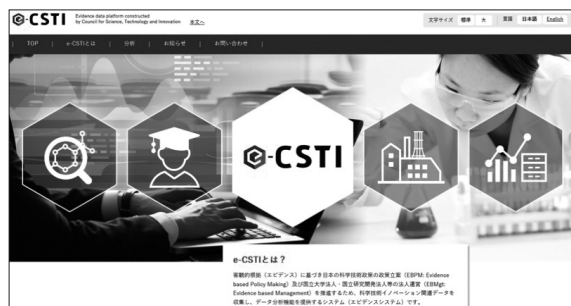 e-CSTI
Evidence data platform constructed
by Council for Science, Technology and Innovation 本文へ
文字サイズ 標準 大 言語 日本語 English
TOP e-CSTIとは 分析 お知らせ お問い合わせ
e-CSTI
e-CSTIとは？
客観的根拠（エビデンス）に基づき日本の科学技術政策の政策立案（EBPM: Evidence
based Policy Making）及び国立大学法人・国立研究開発法人等の法人運営（EBMgt:
Evidence based Management）を推進するため、科学技術イノベーション関連データを
収集し、データ分析機能を提供するシステム（エビデンスシステム）です。